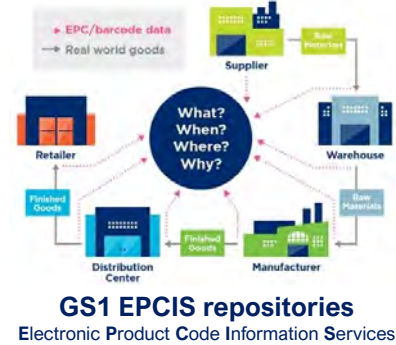 EPC/barcode data
Real world goods
Raw
Materials
Supplier
What?
When?
Where?
Why?
Retailer
Warehouse
Finished
Goods
Raw
Materials
Finished
Goods
Distribution
Center
Manufacturer
GS1 EPCIS repositories
Electronic Product Code Information Services